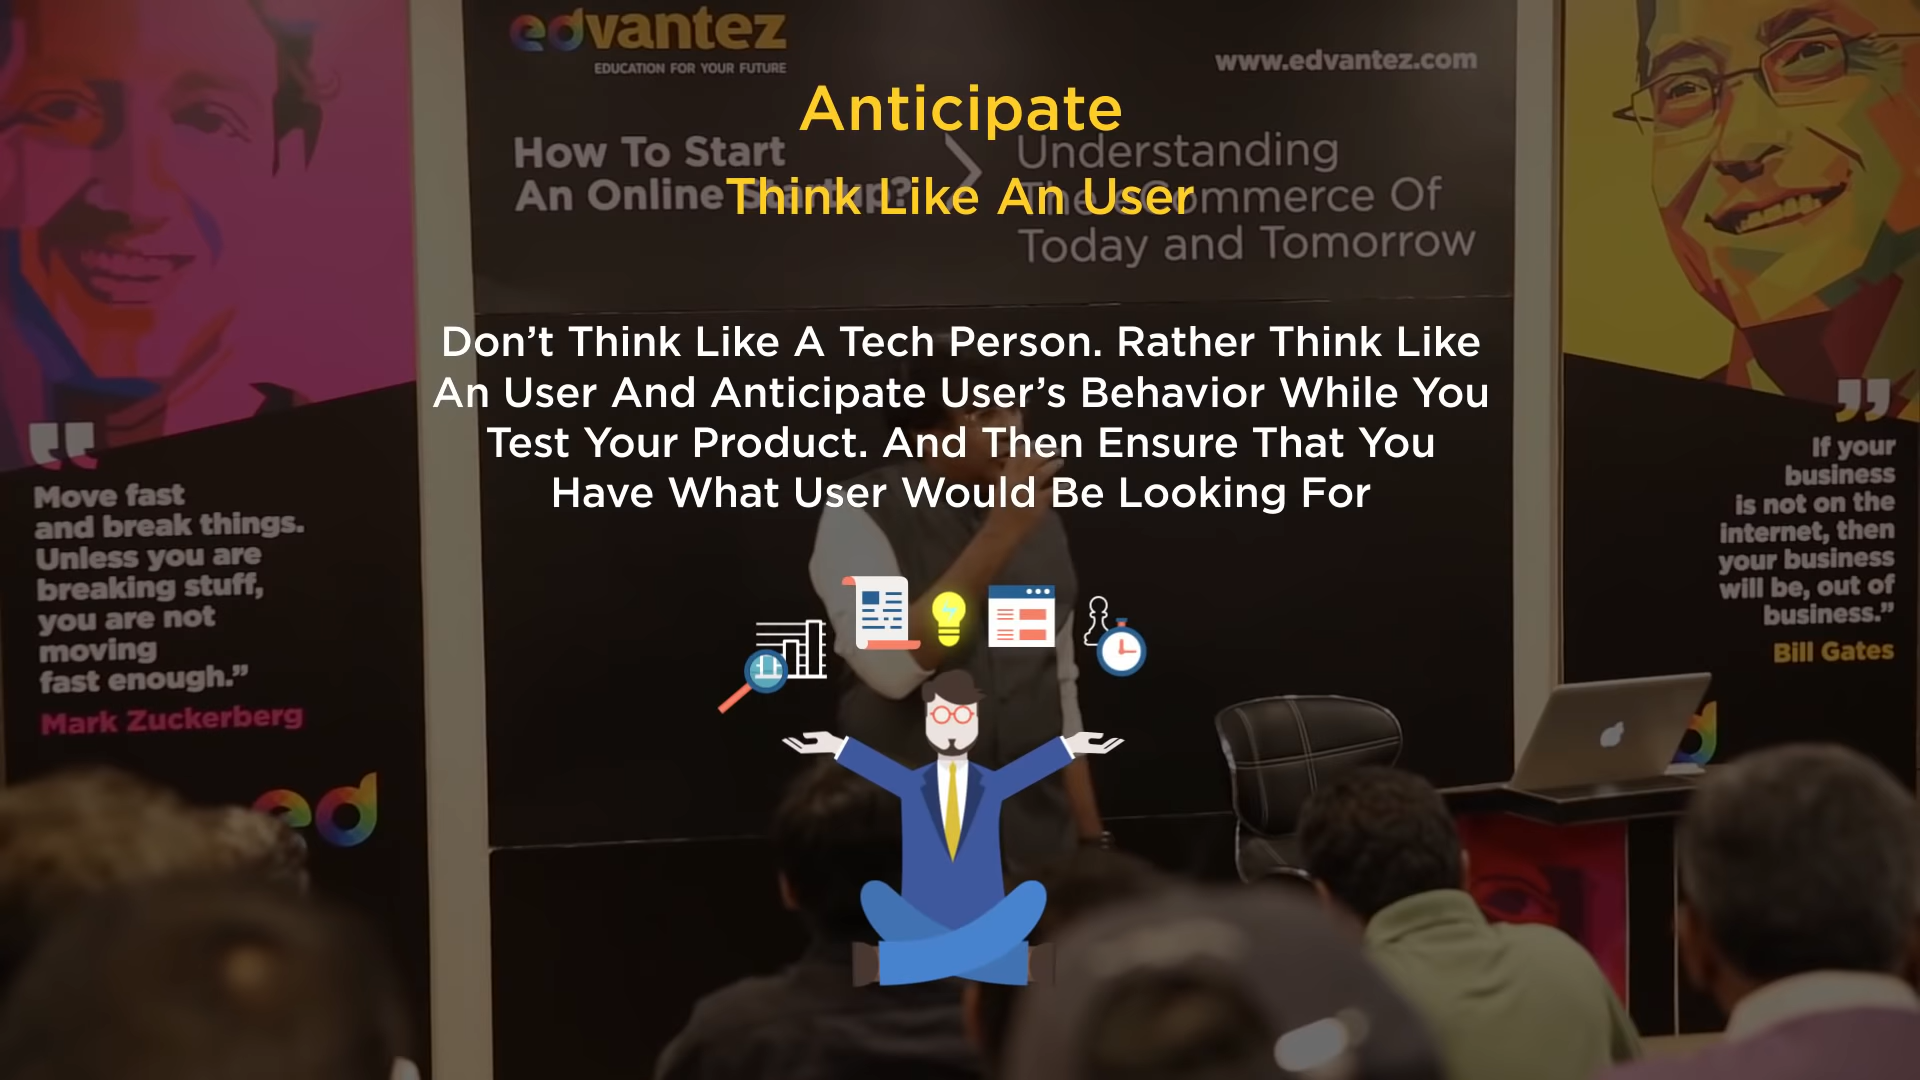 edvantez
EDUCATION FOR YOUR FUTURE
www.edvantez.com
Anticipate
Think Like An User
How To Start
An Online Startup?
Understanding
The eCommerce Of
Today and Tomorrow
Don’t Think Like A Tech Person. Rather Think Like
An User And Anticipate User’s Behavior While You
Test Your Product. And Then Ensure That You
Have What User Would Be Looking For
Move fast
and break things.
Unless you are
breaking stuff,
you are not
moving
fast enough.”
Mark Zuckerberg
ed
If your
business
is not on the
internet, then
your business
will be, out of
business.”
Bill Gates
d